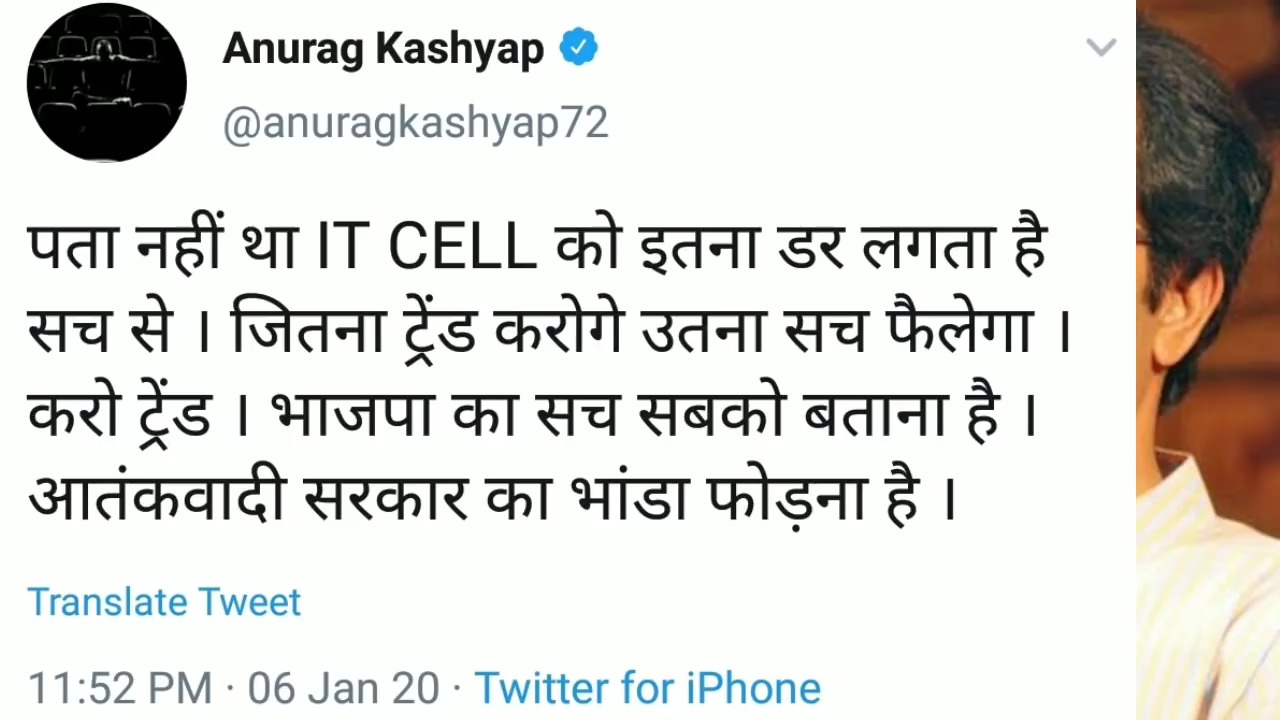 Anurag Kashyap
@anuragkashyap72
पता नहीं था IT CELL को इतना डर लगता है
सच से । जितना ट्रेंड करोगे उतना सच फैलेगा ।
करो ट्रेंड । भाजपा का सच सबको बताना है ।
आतंकवादी सरकार का भांडा फोड़ना है ।
Translate Tweet
11:52 PM · 06 Jan 20 · Twitter for iPhone